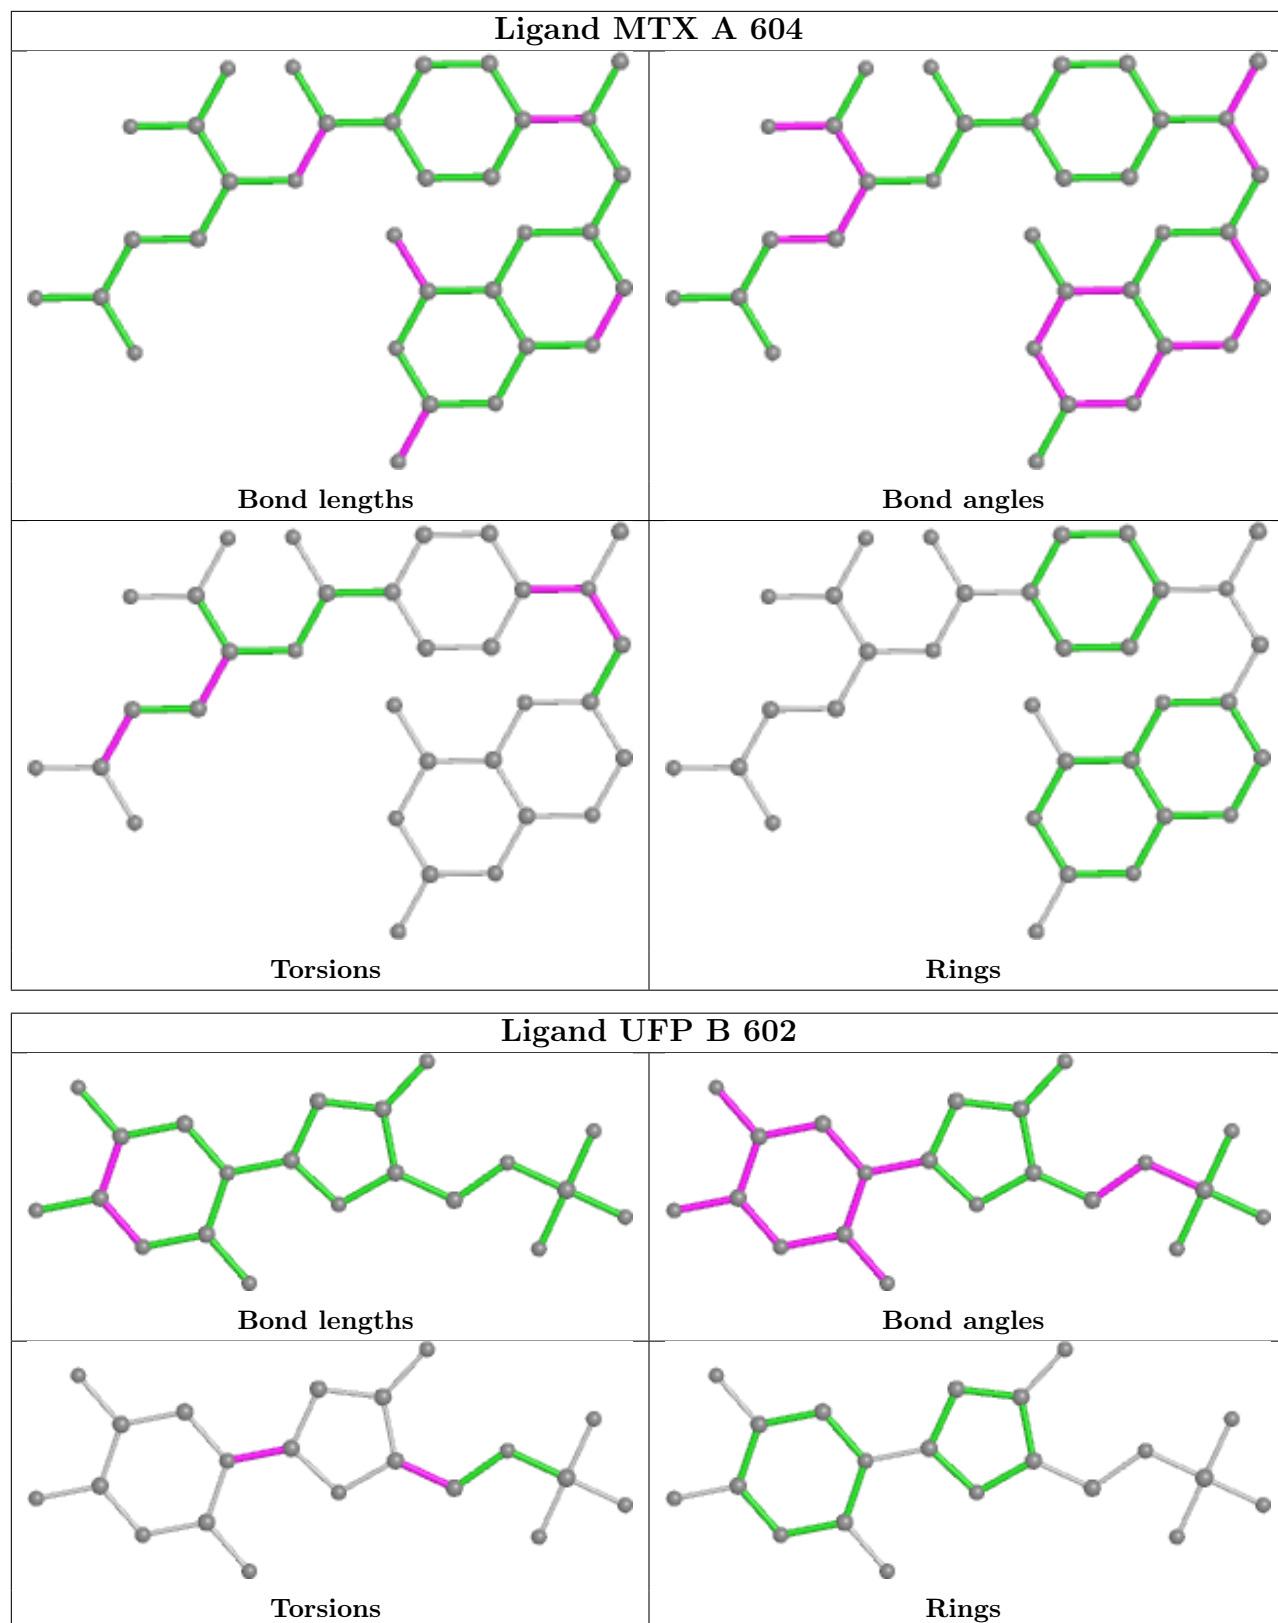 Ligand MTX A 604
Bond lengths
Bond angles
Torsions
Rings
Ligand UFP B 602
Bond lengths
Bond angles
Torsions
Rings